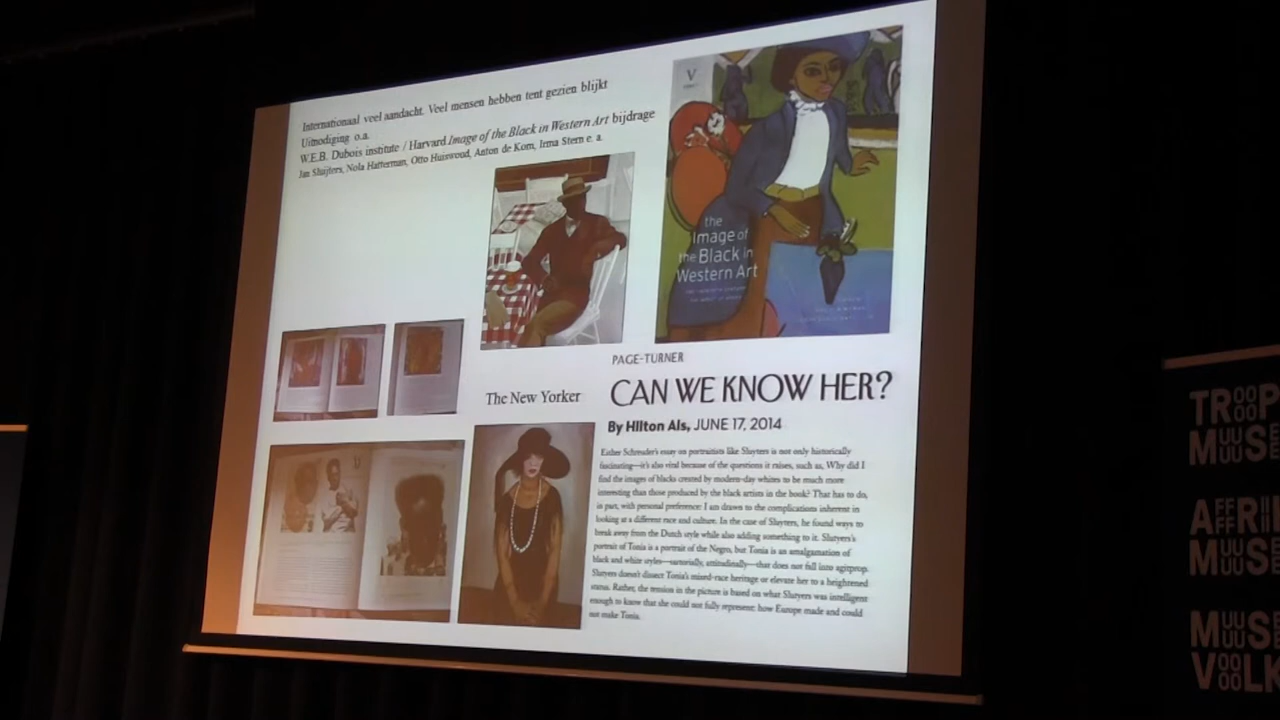 Internationaal veel aandacht. Veel mensen hebben tent gezien blijkt
Uitnodiging o.a.
W.E.B. Dubois institute / Harvard Image of the Black in Western Art bijdrage
Jan Sluijters, Nola Hatterman, Otto Huiswoud, Anton de Kom, Irma Stern e. a.
V
the
Image of
the Black in
Western Art
PAGE-TURNER
The New Yorker
CAN WE KNOW HER?
By Hilton Als, JUNE 17, 2014
Esther Schreuder's essay on portraitists like Sluyters is not only historically
fascinating—it's also viral because of the questions it raises, such as, Why did I
find the images of blacks created by modern-day whites to be much more
interesting than those produced by the black artists in the book? That has to do,
in part, with personal preference: I am drawn to the complications inherent in
looking at a different race and culture. In the case of Sluyters, he found ways to
break away from the Dutch style while also adding something to it. Slutyers's
portrait of Tonia is a portrait of the Negro, but Tonia is an amalgamation of
black and white styles—sartorially, attitudinally—that does not fall into agitprop.
Slutyers doesn't dissect Tonia's mixed-race heritage or elevate her to a heightened
status. Rather, the tension in the picture is based on what Slutyers was intelligent
enough to know that she could not fully represent: how Europe made and could
not make Tonia.
TROOOP
MUUUSE
AFFFRIII
MUUUSE
MUUUSE
VOOOLK